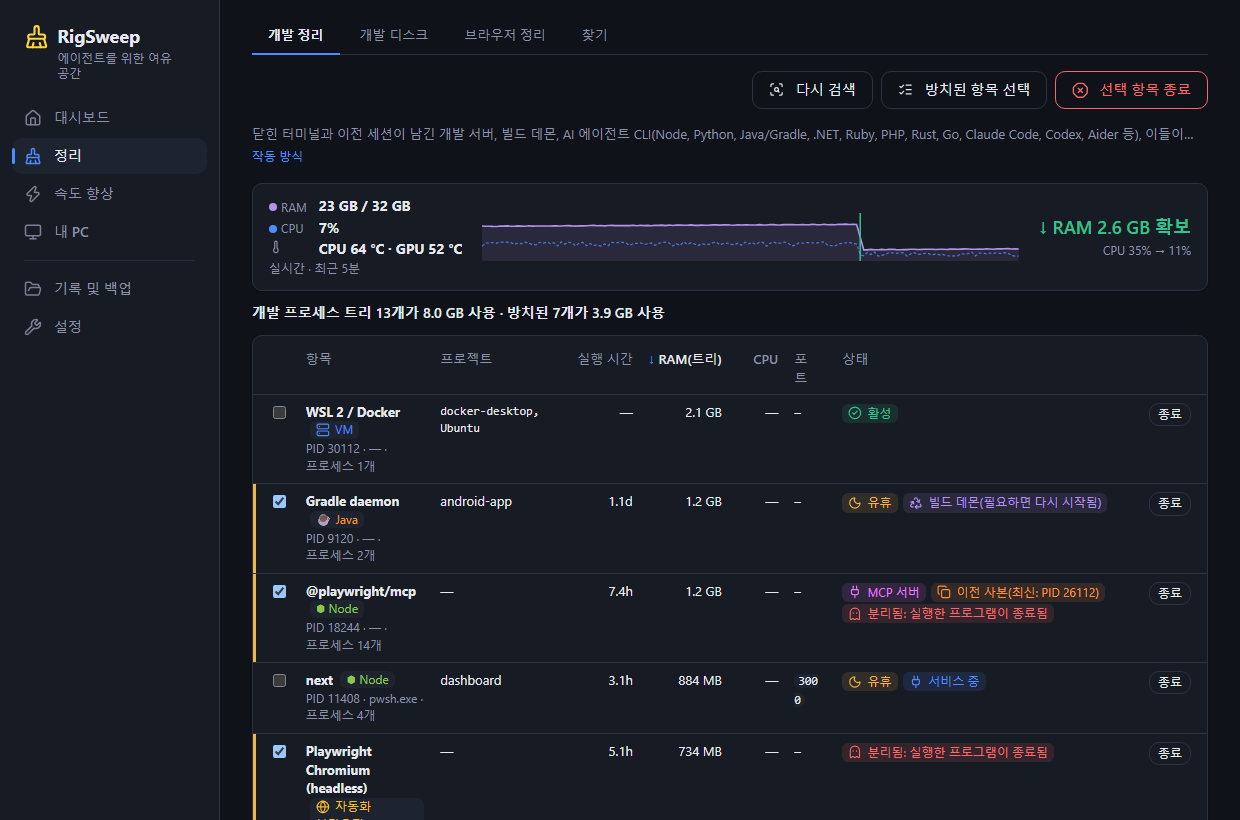 RigSweep
에이전트를 위한 여유
공간
대시보드
정리
속도 향상
내 PC
기록 및 백업
설정
개발 정리
개발 디스크
브라우저 정리
찾기
다시 검색
방치된 항목 선택
선택 항목 종료
닫힌 터미널과 이전 세션이 남긴 개발 서버, 빌드 데몬, AI 에이전트 CLI(Node, Python, Java/Gradle, .NET, Ruby, PHP, Rust, Go, Claude Code, Codex, Aider 등), 이들이...
작동 방식
RAM 23 GB / 32 GB
CPU 7%
CPU 64 °C · GPU 52 °C
실시간 · 최근 5분
↓ RAM 2.6 GB 확보
CPU 35% → 11%
개발 프로세스 트리 13개가 8.0 GB 사용 · 방치된 7개가 3.9 GB 사용
항목 프로젝트 실행 시간 ↓ RAM(트리) CPU 포트 상태
WSL 2 / Docker
VM
PID 30112 · — ·
프로세스 1개
docker-desktop,
Ubuntu
— 2.1 GB — –
활성
종료
Gradle daemon
Java
PID 9120 · — ·
프로세스 2개
android-app 1.1d 1.2 GB — –
유휴 빌드 데몬(필요하면 다시 시작됨)
종료
@playwright/mcp
Node
PID 18244 · — ·
프로세스 14개
— 7.4h 1.2 GB — –
MCP 서버 이전 사본(최신: PID 26112)
분리됨: 실행한 프로그램이 종료됨
종료
next Node
PID 11408 · pwsh.exe ·
프로세스 4개
dashboard 3.1h 884 MB —
300
0
유휴 서비스 중
종료
Playwright
Chromium
(headless)
자동화
— 5.1h 734 MB — –
분리됨: 실행한 프로그램이 종료됨
종료